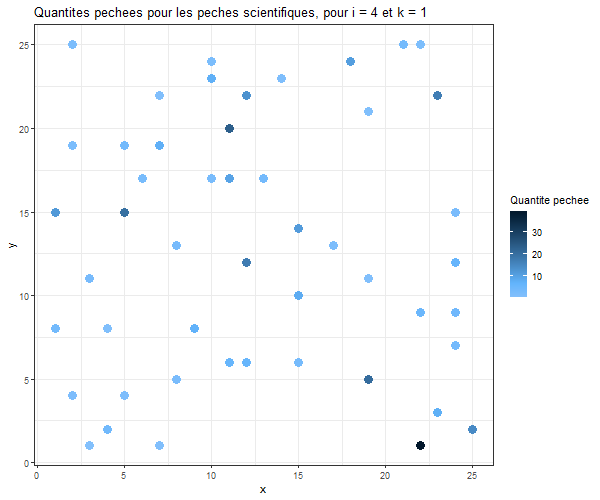 Quantites pechees pour les peches scientifiques, pour i = 4 et k = 1
25
20
15
10
5
0
y
0 5 10 15 20 25
x
Quantite pechee
30
20
10